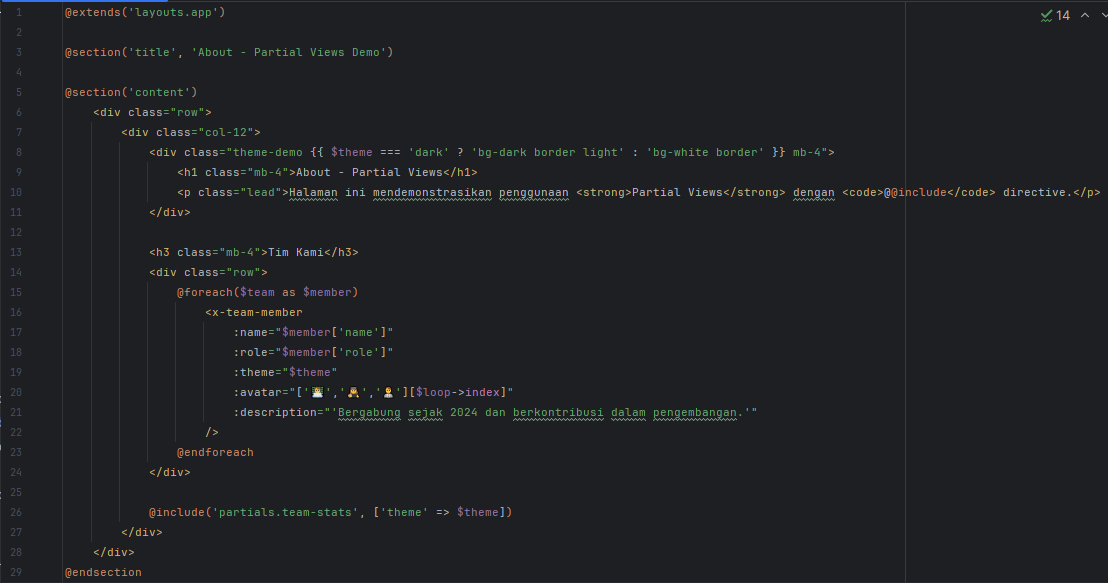 14
1 @extends('layouts.app')
2
3 @section('title', 'About - Partial Views Demo')
4
5 @section('content')
6 <div class="row">
7 <div class="col-12">
8 <div class="theme-demo {{ $theme === 'dark' ? 'bg-dark border light' : 'bg-white border' }} mb-4">
9 <h1 class="mb-4">About - Partial Views</h1>
10 <p class="lead">Halaman ini mendemonstrasikan penggunaan <strong>Partial Views</strong> dengan <code>@@include</code> directive.</p>
11 </div>
12
13 <h3 class="mb-4">Tim Kami</h3>
14 <div class="row">
15 @foreach($team as $member)
16 <x-team-member
17 :name="$member['name']"
18 :role="$member['role']"
19 :theme="$theme"
20 :avatar="['','',''][$loop->index]"
21 :description="'Bergabung sejak 2024 dan berkontribusi dalam pengembangan.'"
22 />
23 @endforeach
24 </div>
25
26 @include('partials.team-stats', ['theme' => $theme])
27 </div>
28 </div>
29 @endsection